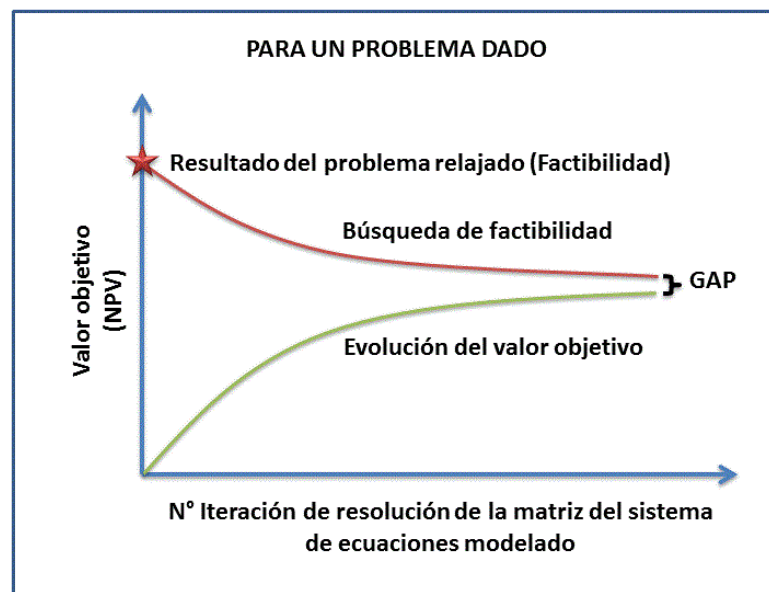 PARA UN PROBLEMA DADO
Resultado del problema relajado (Factibilidad)
Búsqueda de factibilidad
GAP
Evolución del valor objetivo
Valor objetivo
(NPV)
N° Iteración de resolución de la matriz del sistema
de ecuaciones modelado